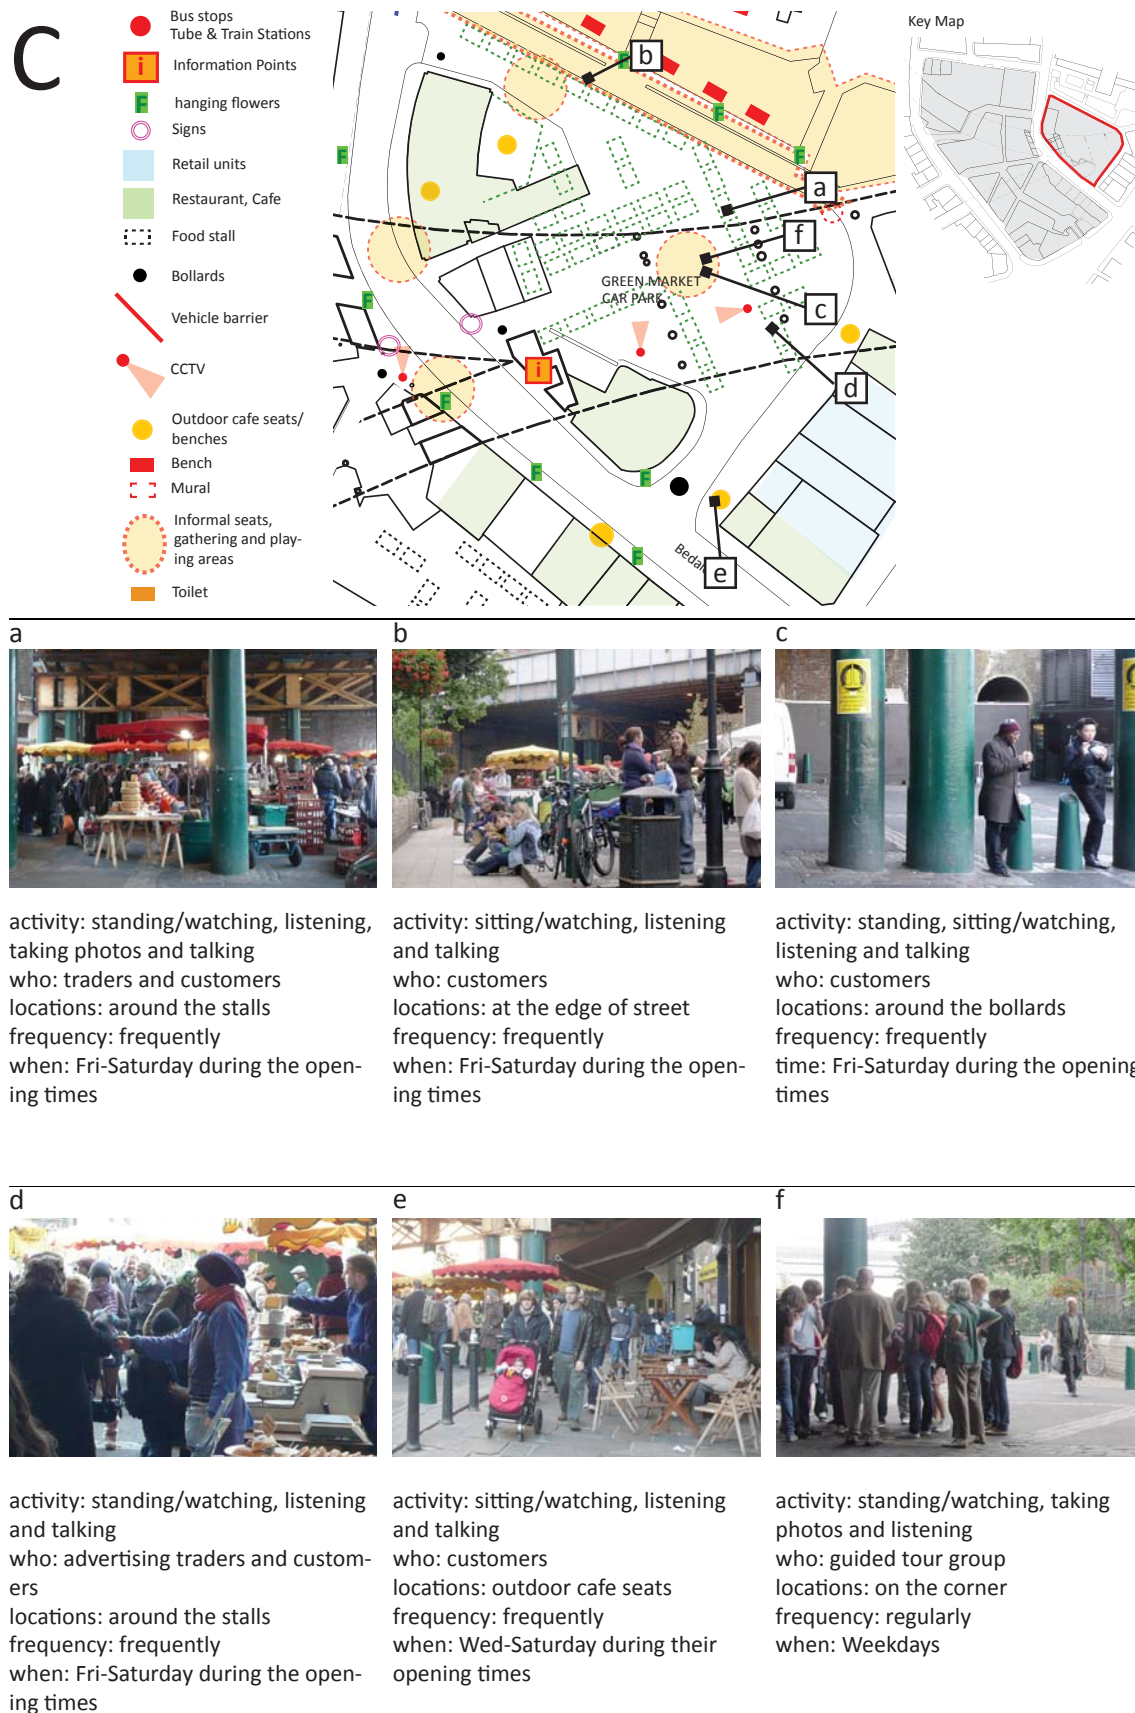 C
Bus stops
Tube & Train Stations
i
Information Points
F
hanging flowers
Signs
Retail units
Restaurant, Cafe
Food stall
Bollards
Vehicle barrier
CCTV
Outdoor cafe seats/
benches
Bench
Mural
Informal seats,
gathering and play-
ing areas
Toilet
Key Map
b
F
F
F
F
a
f
GREEN MARKET
CAR PARK
c
F
i
d
F
F
F
e
F
a
b
c
activity: standing/watching, listening,
taking photos and talking
who: traders and customers
locations: around the stalls
frequency: frequently
when: Fri-Saturday during the open-
ing times
activity: sitting/watching, listening
and talking
who: customers
locations: at the edge of street
frequency: frequently
when: Fri-Saturday during the open-
ing times
activity: standing, sitting/watching,
listening and talking
who: customers
locations: around the bollards
frequency: frequently
time: Fri-Saturday during the opening
times
d
e
f
activity: standing/watching, listening
and talking
who: advertising traders and custom-
ers
locations: around the stalls
frequency: frequently
when: Fri-Saturday during the open-
ing times
activity: sitting/watching, listening
and talking
who: customers
locations: outdoor cafe seats
frequency: frequently
when: Wed-Saturday during their
opening times
activity: standing/watching, taking
photos and listening
who: guided tour group
locations: on the corner
frequency: regularly
when: Weekdays